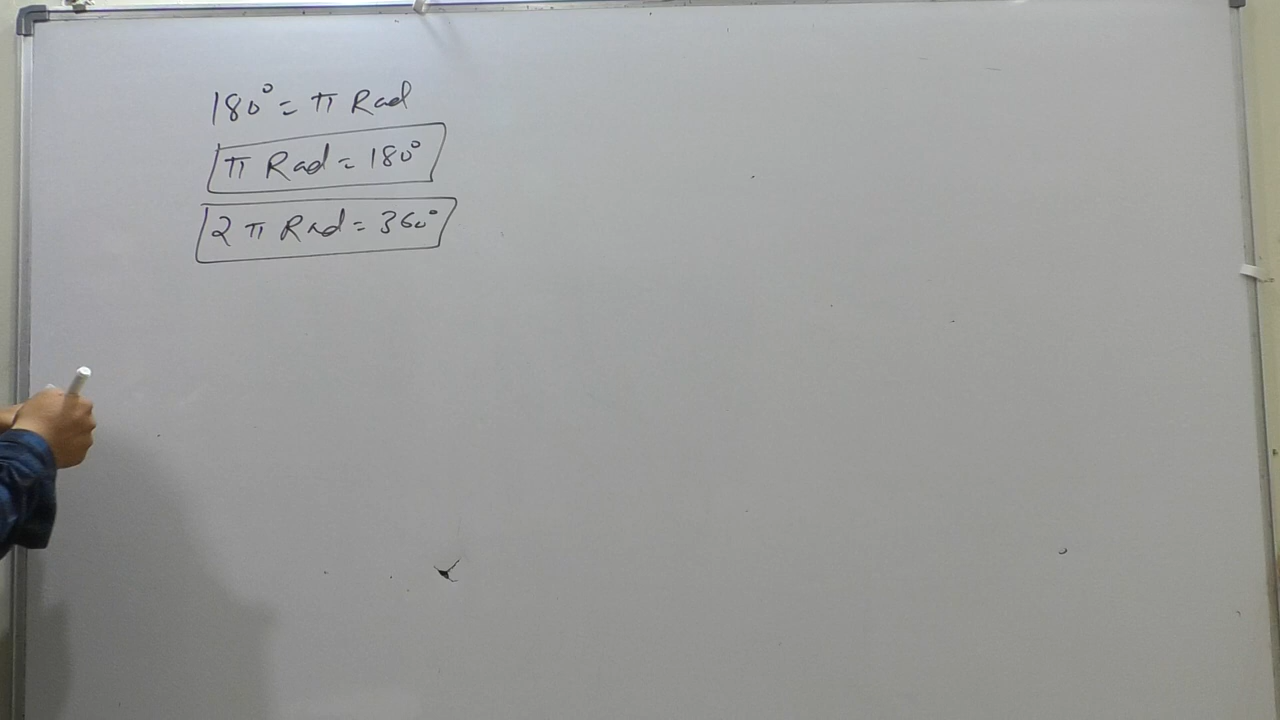 180° = π Rad
π Rad = 180°
2 π Rad = 360°